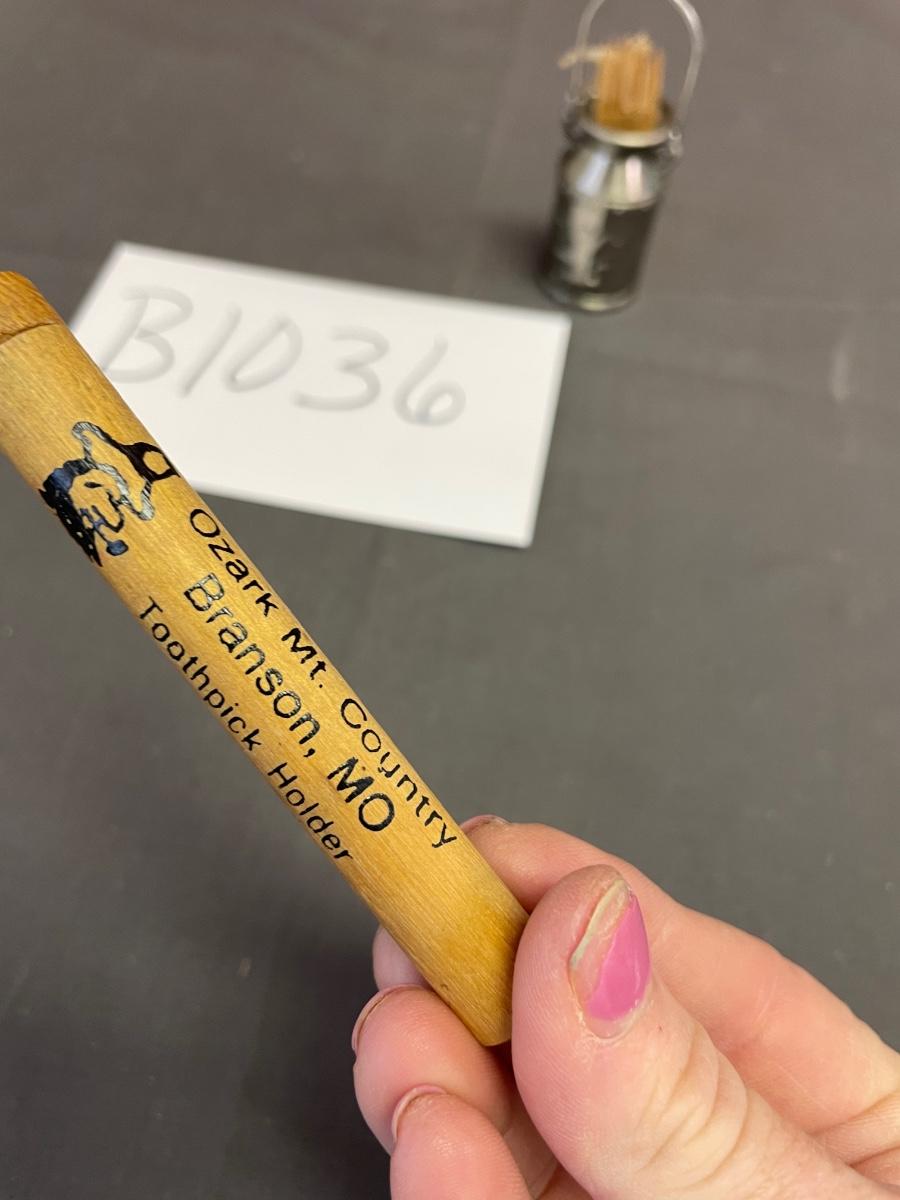 B1036
Ozark Mt. Country
Branson, MO
Toothpick Holder